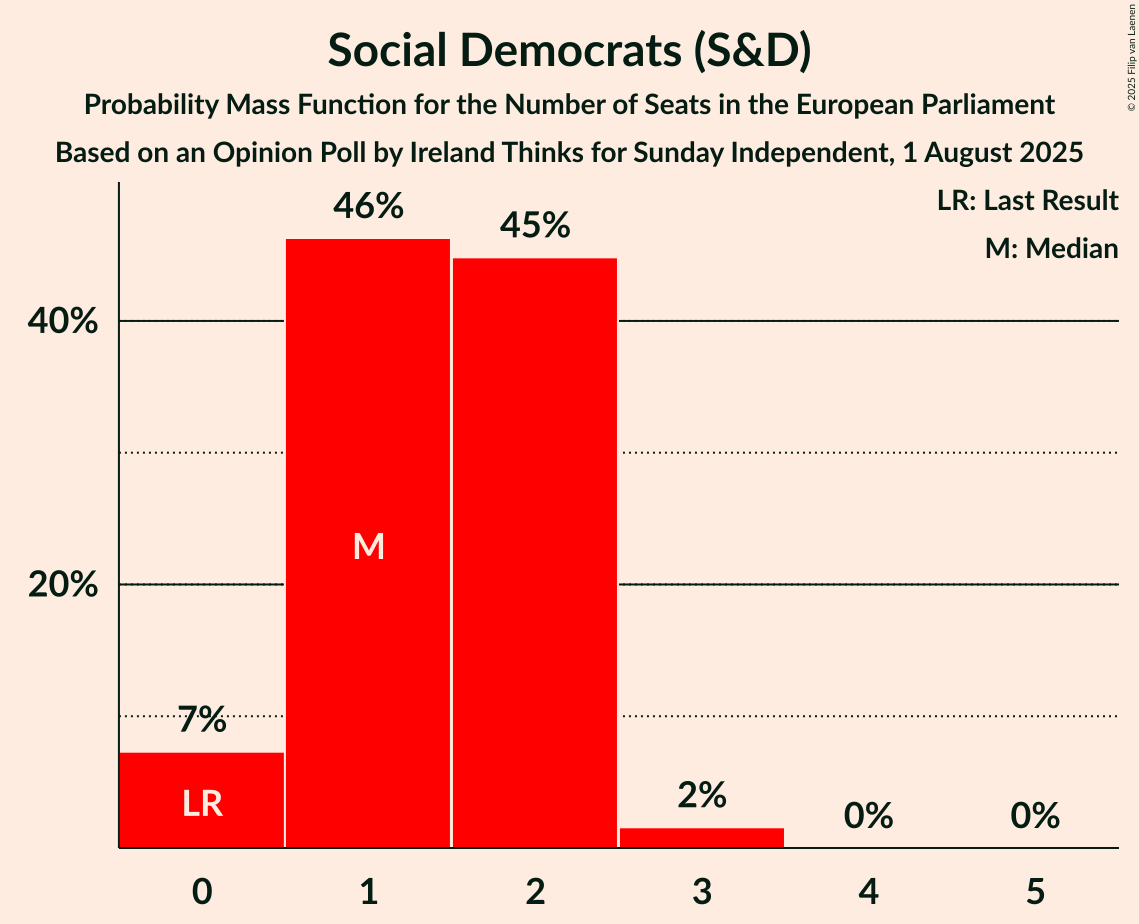 Social Democrats (S&D)
Probability Mass Function for the Number of Seats in the European Parliament
Based on an Opinion Poll by Ireland Thinks for Sunday Independent, 1 August 2025
© 2025 Filip van Laenen
LR: Last Result
M: Median
46%
45%
40%
M
20%
7%
LR
2%
0%
0%
0 1 2 3 4 5